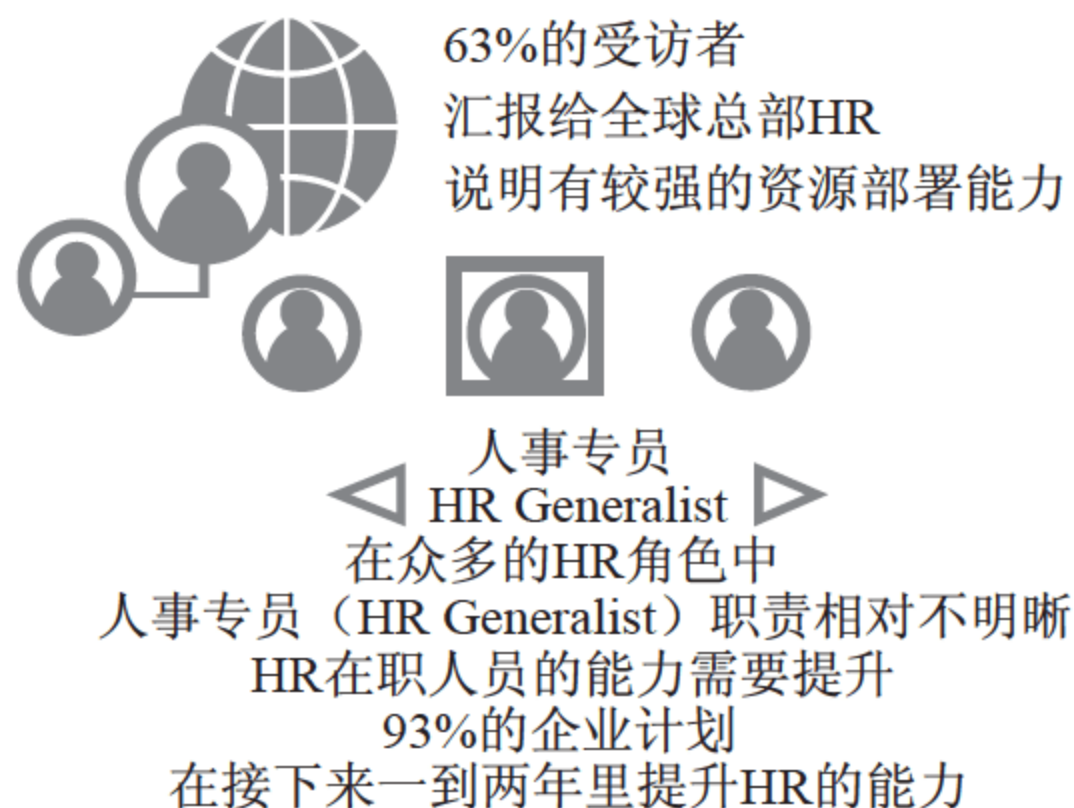 63%的受访者
汇报给全球总部HR
说明有较强的资源部署能力
人事专员
HR Generalist
在众多的HR角色中
人事专员（HR Generalist）职责相对不明晰
HR在职人员的能力需要提升
93%的企业计划
在接下来一到两年里提升HR的能力